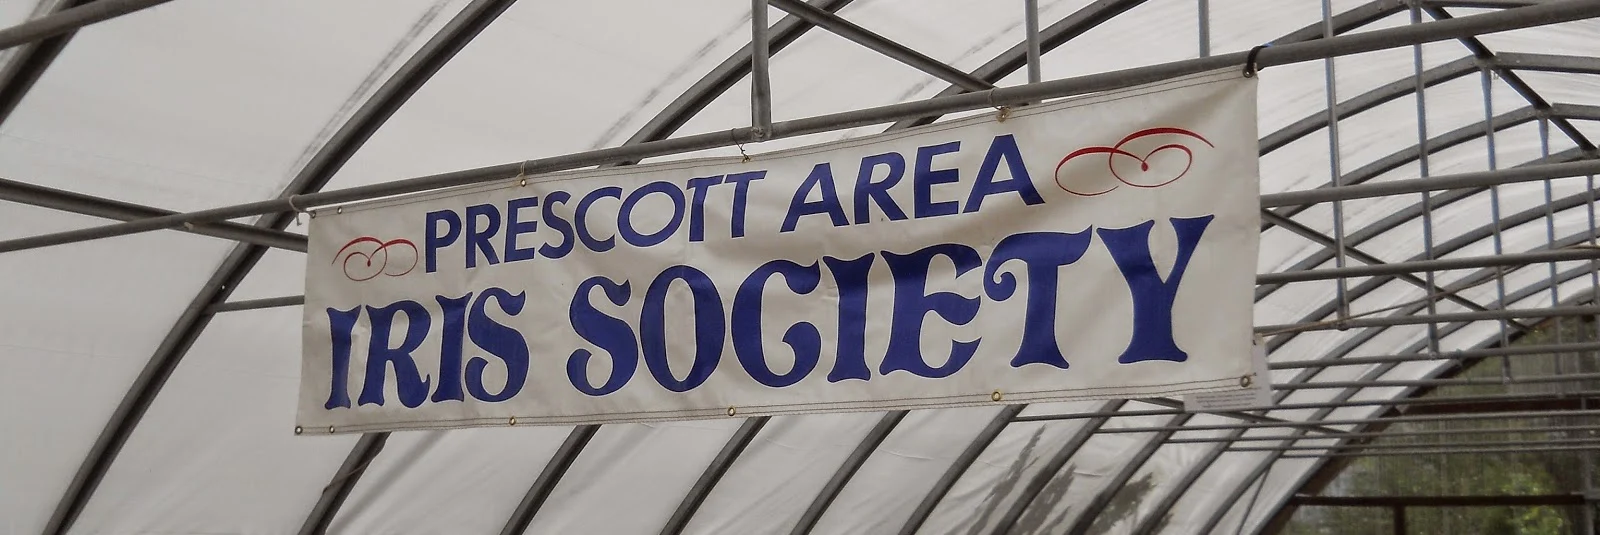 PRESCOTT AREA
IRIS SOCIETY